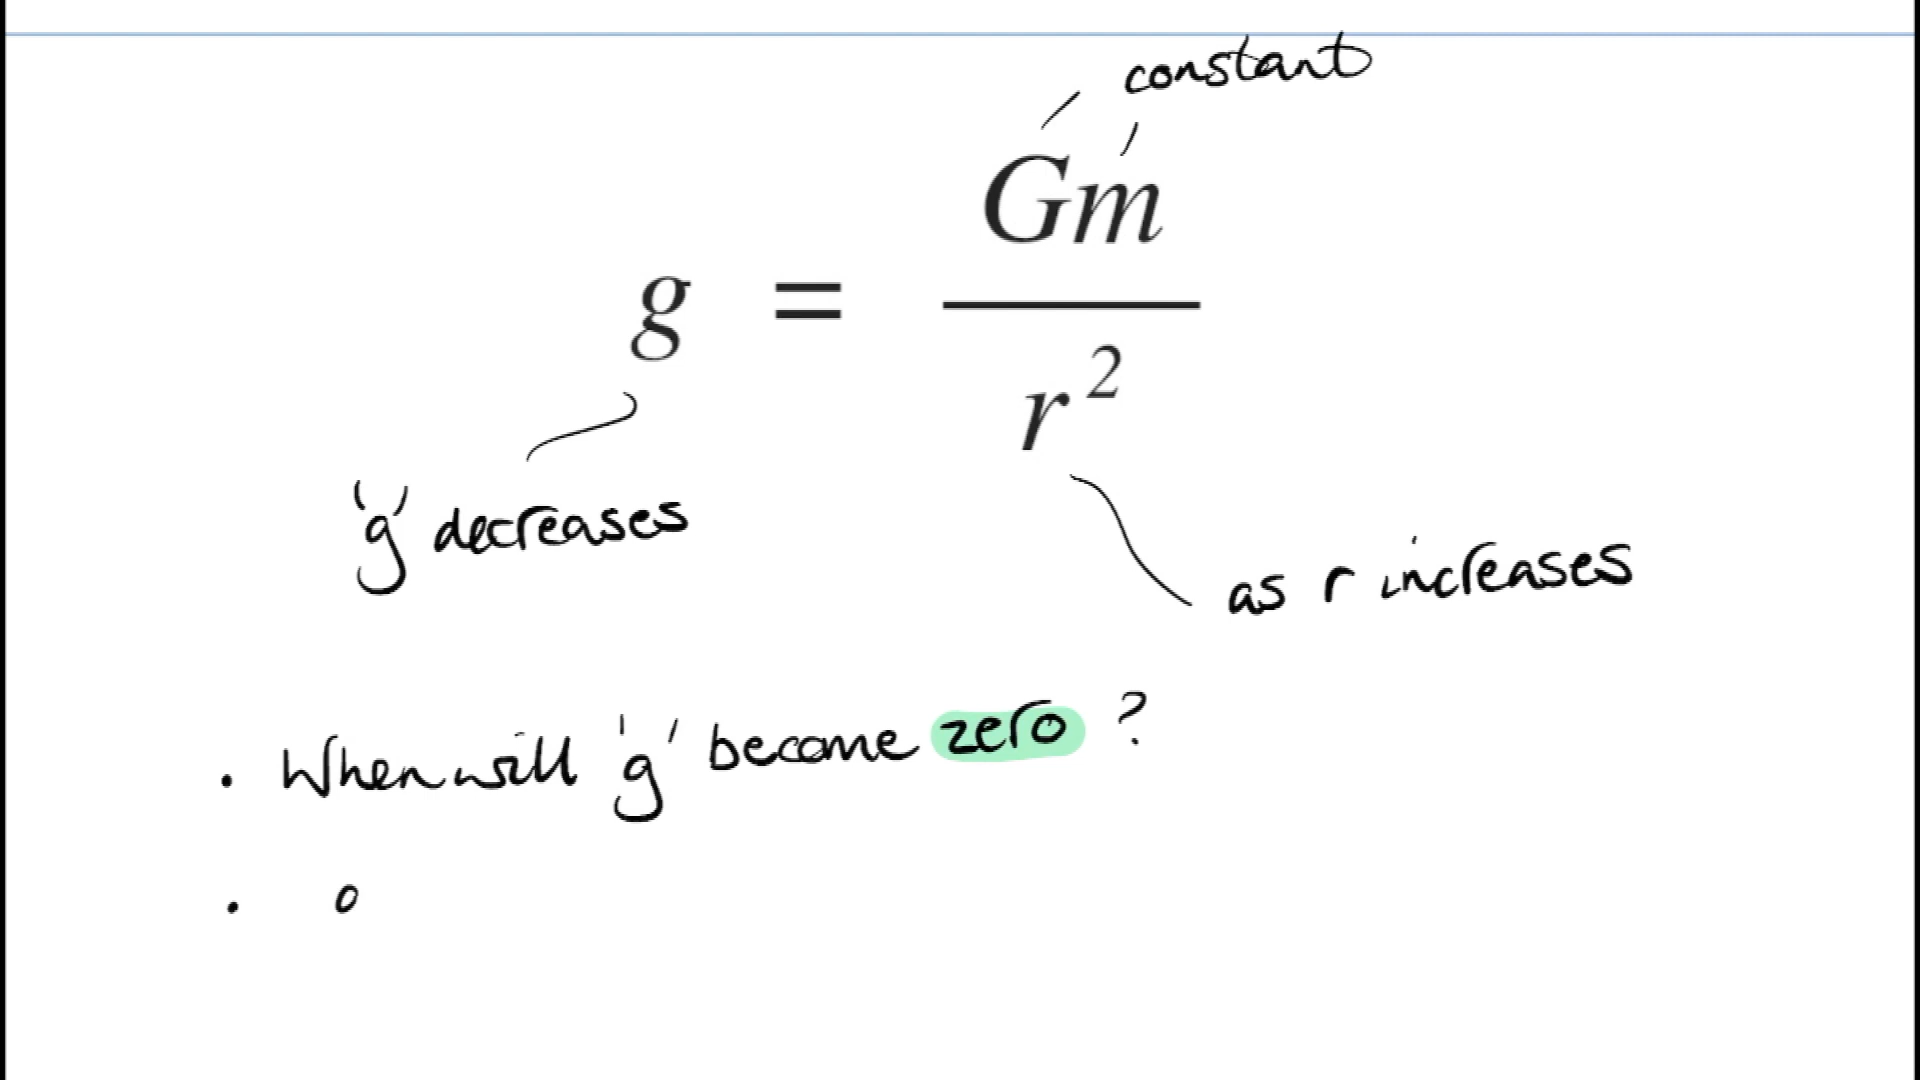 constant
g = Gm / r²
'g' decreases
as r increases
• When will 'g' become zero ?
• o